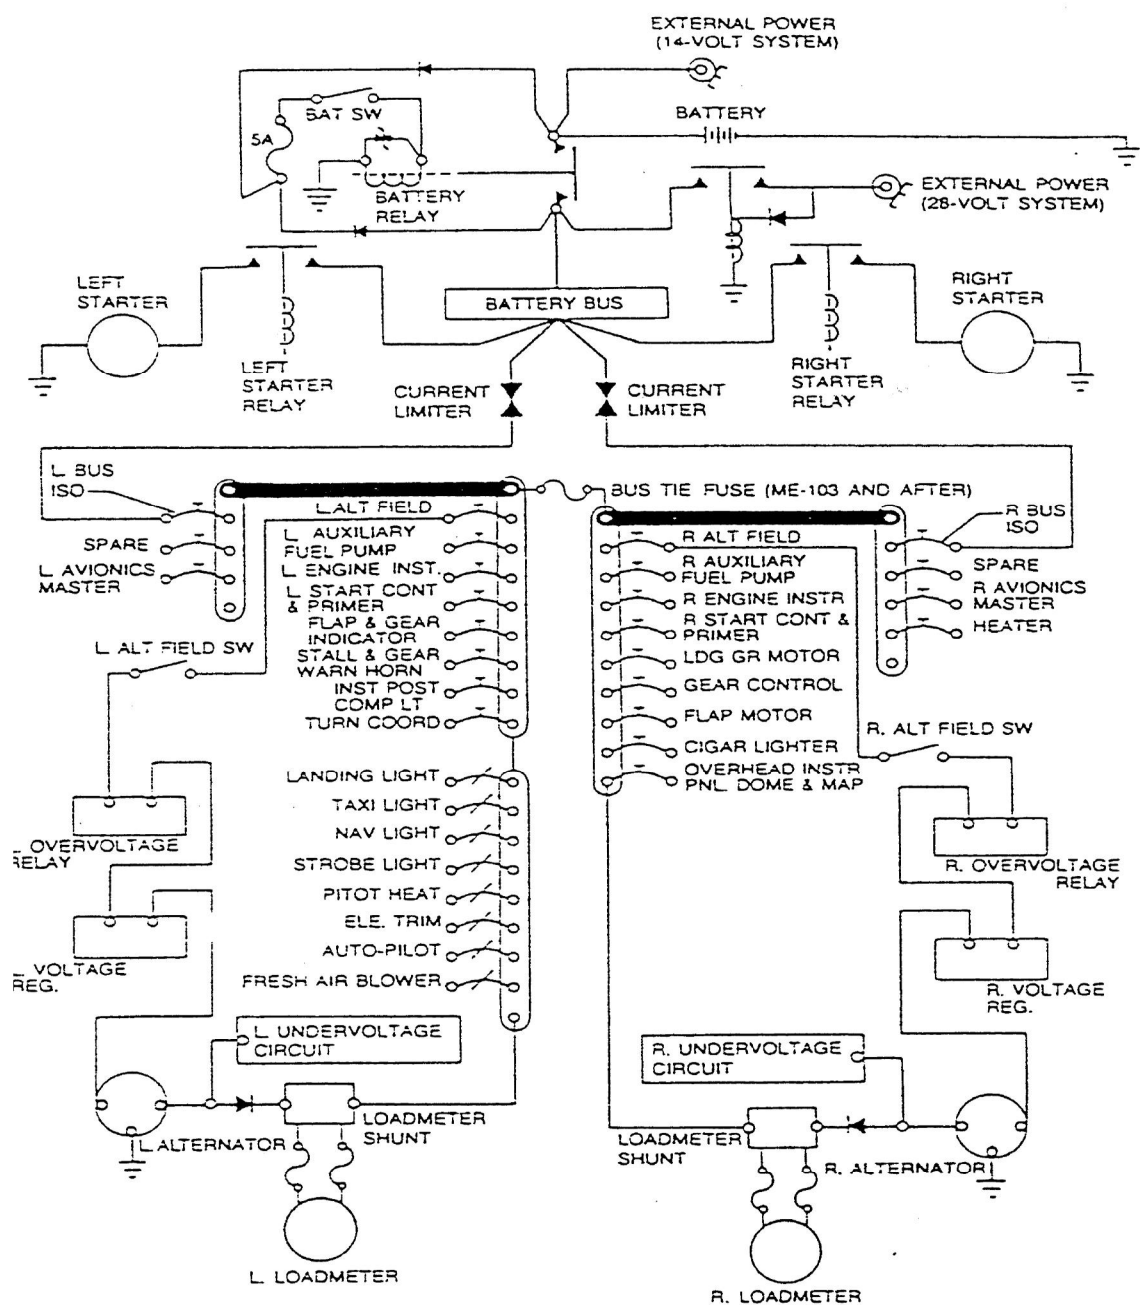 EXTERNAL POWER
(14-VOLT SYSTEM)
BAT SW
BATTERY
5A
BATTERY
RELAY
EXTERNAL POWER
(28-VOLT SYSTEM)
LEFT
STARTER
RIGHT
STARTER
BATTERY BUS
LEFT
STARTER
RELAY
RIGHT
STARTER
RELAY
CURRENT
LIMITER
CURRENT
LIMITER
L BUS
ISO
BUS TIE FUSE (ME-103 AND AFTER)
R BUS
ISO
SPARE
L AVIONICS
MASTER
L.ALT FIELD
L AUXILIARY
FUEL PUMP
L ENGINE INST.
L START CONT
& PRIMER
FLAP & GEAR
INDICATOR
STALL & GEAR
WARN HORN
INST POST
COMP LT
TURN COORD
R ALT FIELD
R AUXILIARY
FUEL PUMP
R ENGINE INSTR
R START CONT &
PRIMER
LDG GR MOTOR
GEAR CONTROL
FLAP MOTOR
CIGAR LIGHTER
OVERHEAD INSTR
PNL. DOME & MAP
SPARE
R AVIONICS
MASTER
HEATER
L ALT FIELD SW
R. ALT FIELD SW
LANDING LIGHT
TAXI LIGHT
NAV LIGHT
STROBE LIGHT
PITOT HEAT
ELE. TRIM
AUTO-PILOT
FRESH AIR BLOWER
OVERVOLTAGE
RELAY
VOLTAGE
REG.
R. OVERVOLTAGE
RELAY
R. VOLTAGE
REG.
L UNDERVOLTAGE
CIRCUIT
R. UNDERVOLTAGE
CIRCUIT
L.ALTERNATOR
LOADMETER
SHUNT
LOADMETER
SHUNT
R. ALTERNATOR
L. LOADMETER
R. LOADMETER